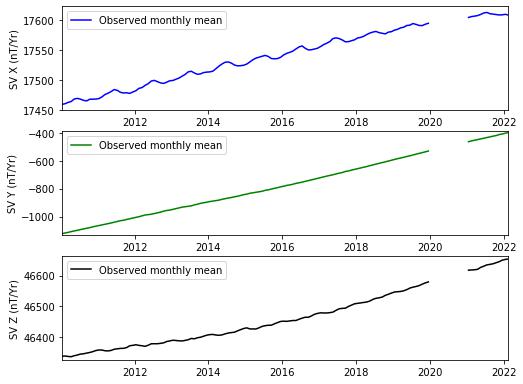 17600
17550
17500
17450
SV X (nT/Yr)
Observed monthly mean
2012 2014 2016 2018 2020 2022
−400
−600
−800
−1000
SV Y (nT/Yr)
Observed monthly mean
2012 2014 2016 2018 2020 2022
46600
46500
46400
SV Z (nT/Yr)
Observed monthly mean
2012 2014 2016 2018 2020 2022